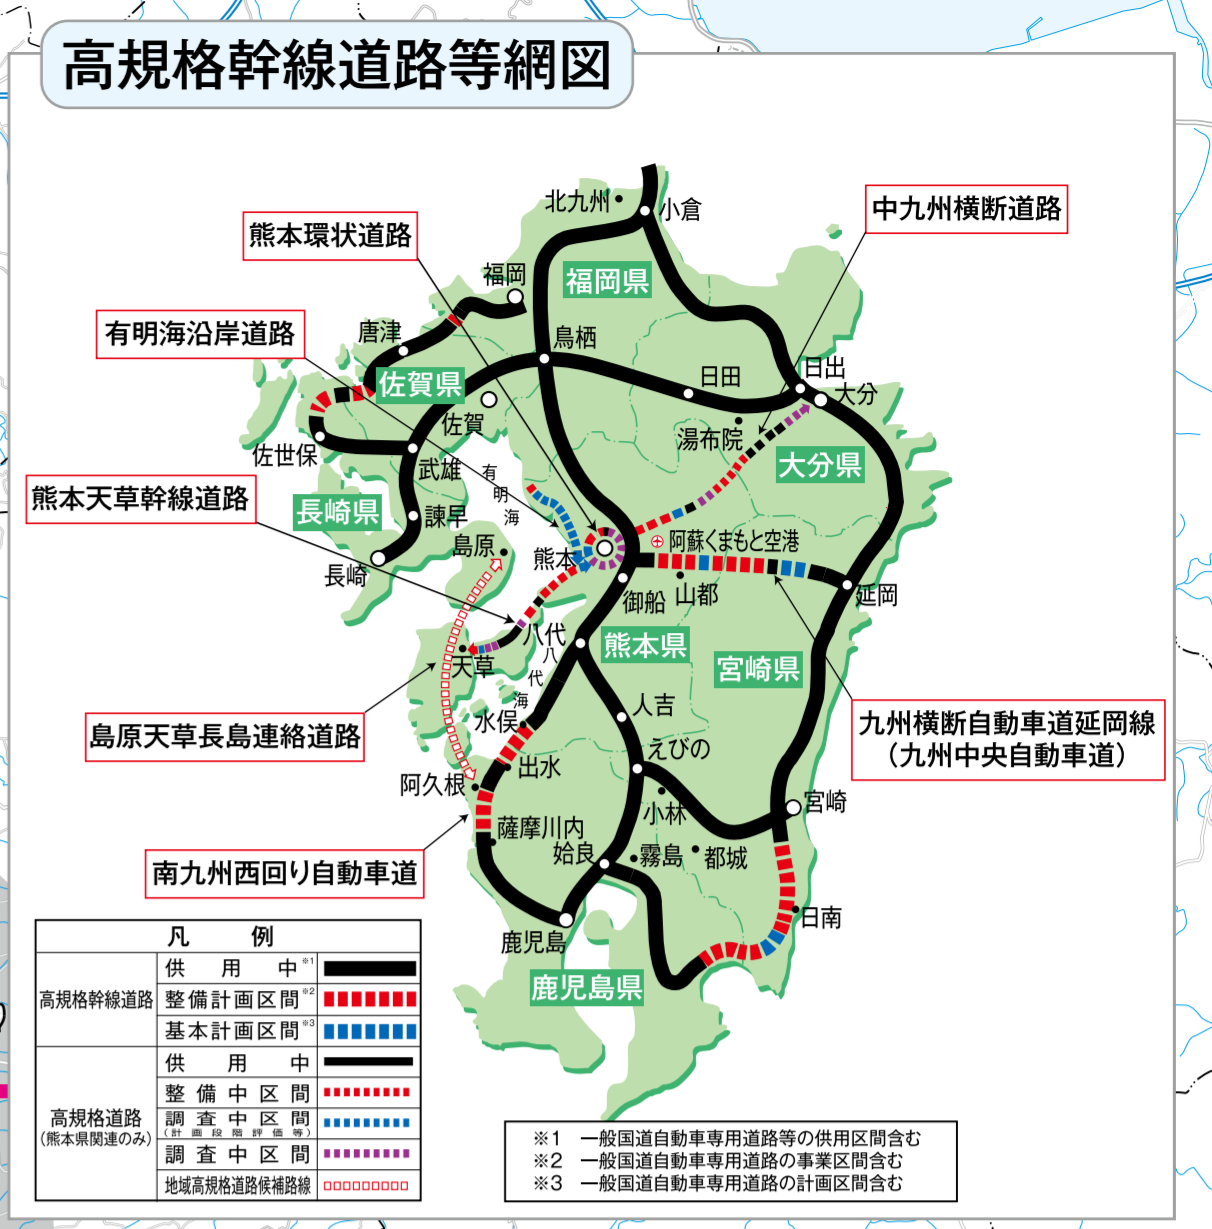 高規格幹線道路等網図
北九州
小倉
中九州横断道路
熊本環状道路
福岡
福岡県
有明海沿岸道路
唐津
鳥栖
佐賀県
日田
日出
大分
佐賀
湯布院
佐世保
武雄
大分県
熊本天草幹線道路
有明海
長崎県
諫早
島原
熊本
阿蘇くまもと空港
長崎
御船
山都
延岡
八代
熊本県
天草
八代海
宮崎県
人吉
島原天草長島連絡道路
水俣
九州横断自動車道延岡線
（九州中央自動車道）
えびの
出水
阿久根
小林
宮崎
薩摩川内
姶良
霧島
都城
南九州西回り自動車道
日南
鹿児島
鹿児島県
凡例
高規格幹線道路
供用中※1
整備計画区間※2
基本計画区間※3
高規格道路
(熊本県関連のみ)
供用中
整備中区間
調査中区間
(計画段階評価等)
調査中区間
地域高規格道路候補路線
※1 一般国道自動車専用道路等の供用区間含む
※2 一般国道自動車専用道路の事業区間含む
※3 一般国道自動車専用道路の計画区間含む